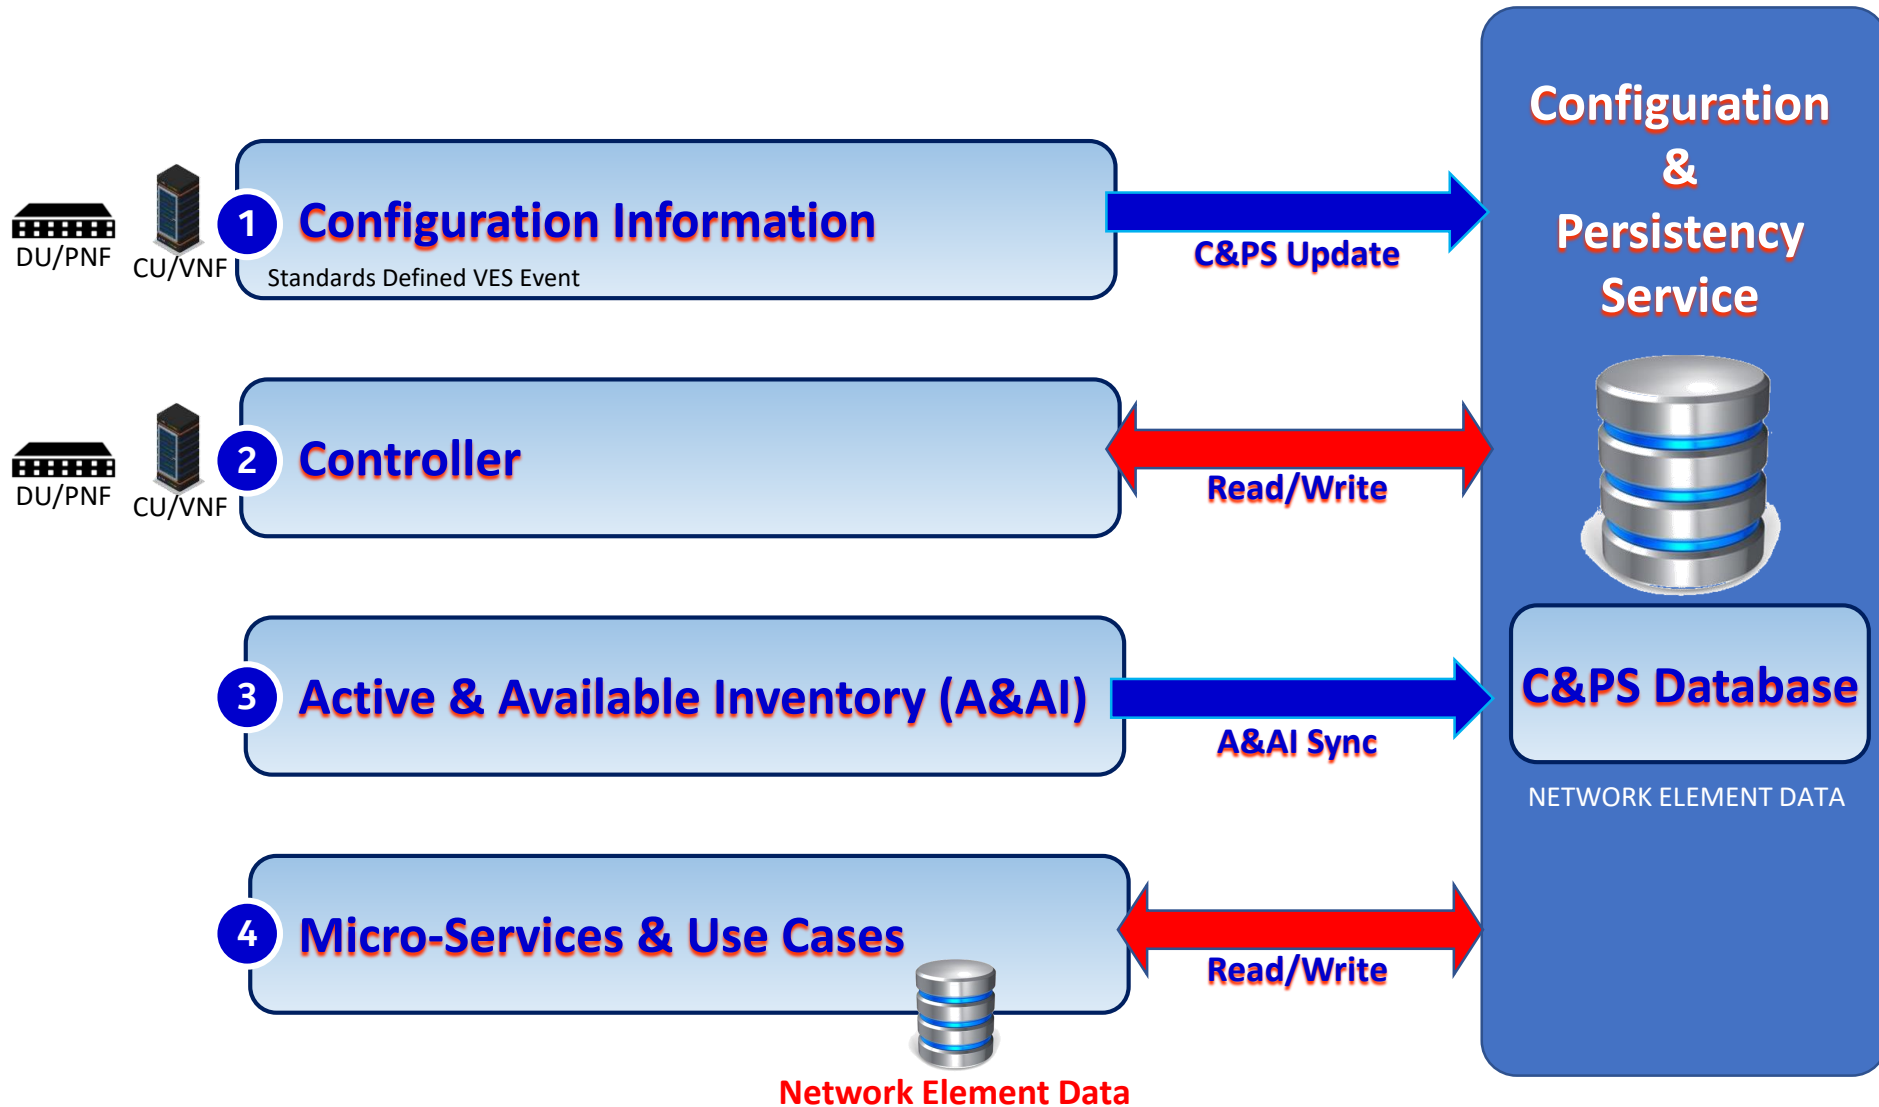 Configuration
&
Persistency
Service
1 Configuration Information
Standards Defined VES Event
DU/PNF
CU/VNF
C&PS Update
2 Controller
DU/PNF
CU/VNF
Read/Write
3 Active & Available Inventory (A&AI)
A&AI Sync
C&PS Database
NETWORK ELEMENT DATA
4 Micro-Services & Use Cases
Read/Write
Network Element Data